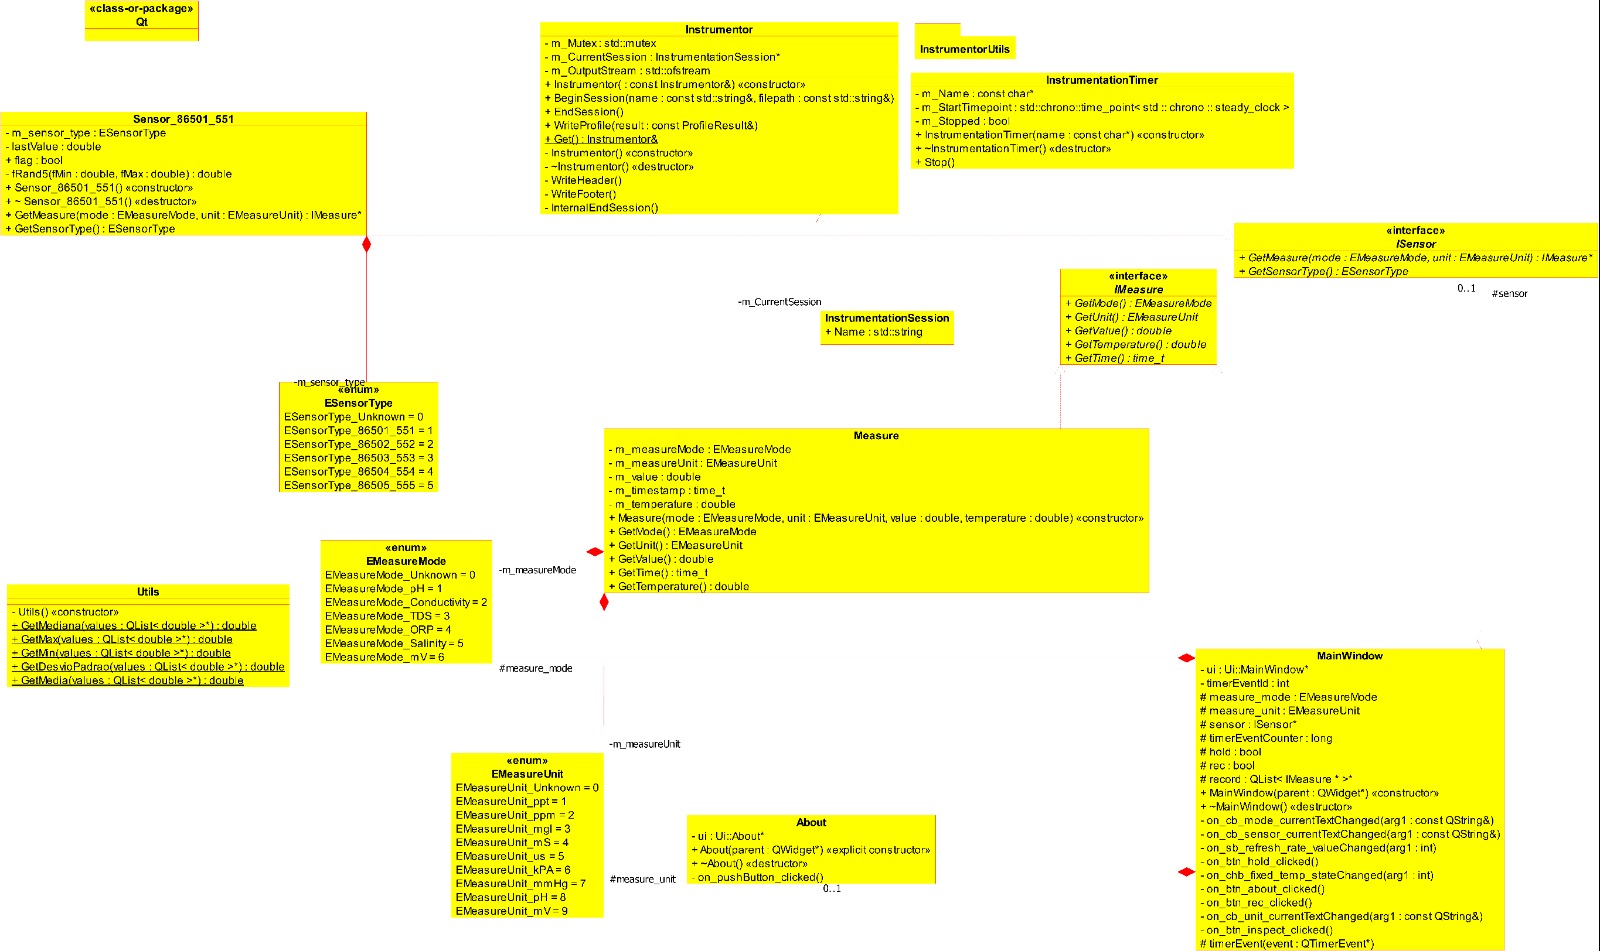 «class-or-package»
Qt
Instrumentor
- m_Mutex : std::mutex
- m_CurrentSession : InstrumentationSession*
- m_OutputStream : std::ofstream
+ Instrumentor( : const Instrumentor&) «constructor»
+ BeginSession(name : const std::string&, filepath : const std::string&)
+ EndSession()
+ WriteProfile(result : const ProfileResult&)
+ Get() : Instrumentor&
- Instrumentor() «constructor»
- ~Instrumentor() «destructor»
- WriteHeader()
- WriteFooter()
- InternalEndSession()
InstrumentorUtils
InstrumentationTimer
- m_Name : const char*
- m_StartTimepoint : std::chrono::time_point< std :: chrono :: steady_clock >
- m_Stopped : bool
+ InstrumentationTimer(name : const char*) «constructor»
+ ~InstrumentationTimer() «destructor»
+ Stop()
Sensor_86501_551
- m_sensor_type : ESensorType
- lastValue : double
+ flag : bool
- fRand5(fMin : double, fMax : double) : double
+ Sensor_86501_551() «constructor»
+ ~ Sensor_86501_551() «destructor»
+ GetMeasure(mode : EMeasureMode, unit : EMeasureUnit) : IMeasure*
+ GetSensorType() : ESensorType
«interface»
ISensor
+ GetMeasure(mode : EMeasureMode, unit : EMeasureUnit) : IMeasure*
+ GetSensorType() : ESensorType
0..1
#sensor
«interface»
IMeasure
+ GetMode() : EMeasureMode
+ GetUnit() : EMeasureUnit
+ GetValue() : double
+ GetTemperature() : double
+ GetTime() : time_t
-m_CurrentSession
InstrumentationSession
+ Name : std::string
-m_sensor_type
«enum»
ESensorType
ESensorType_Unknown = 0
ESensorType_86501_551 = 1
ESensorType_86502_552 = 2
ESensorType_86503_553 = 3
ESensorType_86504_554 = 4
ESensorType_86505_555 = 5
Measure
- m_measureMode : EMeasureMode
- m_measureUnit : EMeasureUnit
- m_value : double
- m_timestamp : time_t
- m_temperature : double
+ Measure(mode : EMeasureMode, unit : EMeasureUnit, value : double, temperature : double) «constructor»
+ GetMode() : EMeasureMode
+ GetUnit() : EMeasureUnit
+ GetValue() : double
+ GetTime() : time_t
+ GetTemperature() : double
«enum»
EMeasureMode
EMeasureMode_Unknown = 0
EMeasureMode_pH = 1
EMeasureMode_Conductivity = 2
EMeasureMode_TDS = 3
EMeasureMode_ORP = 4
EMeasureMode_Salinity = 5
EMeasureMode_mV = 6
-m_measureMode
#measure_mode
Utils
- Utils() «constructor»
+ GetMediana(values : QList< double >*) : double
+ GetMax(values : QList< double >*) : double
+ GetMin(values : QList< double >*) : double
+ GetDesvioPadrao(values : QList< double >*) : double
+ GetMedia(values : QList< double >*) : double
-m_measureUnit
«enum»
EMeasureUnit
EMeasureUnit_Unknown = 0
EMeasureUnit_ppt = 1
EMeasureUnit_ppm = 2
EMeasureUnit_mgl = 3
EMeasureUnit_mS = 4
EMeasureUnit_us = 5
EMeasureUnit_kPA = 6
EMeasureUnit_mmHg = 7
EMeasureUnit_pH = 8
EMeasureUnit_mV = 9
#measure_unit
About
- ui : Ui::About*
+ About(parent : QWidget*) «explicit constructor»
+ ~About() «destructor»
- on_pushButton_clicked()
0..1
MainWindow
- ui : Ui::MainWindow*
- timerEventId : int
# measure_mode : EMeasureMode
# measure_unit : EMeasureUnit
# sensor : ISensor*
# timerEventCounter : long
# hold : bool
# rec : bool
# record : QList< IMeasure * >*
+ MainWindow(parent : QWidget*) «constructor»
+ ~MainWindow() «destructor»
- on_cb_mode_currentTextChanged(arg1 : const QString&)
- on_cb_sensor_currentTextChanged(arg1 : const QString&)
- on_sb_refresh_rate_valueChanged(arg1 : int)
- on_btn_hold_clicked()
- on_chb_fixed_temp_stateChanged(arg1 : int)
- on_btn_about_clicked()
- on_btn_rec_clicked()
- on_cb_unit_currentTextChanged(arg1 : const QString&)
- on_btn_inspect_clicked()
# timerEvent(event : QTimerEvent*)